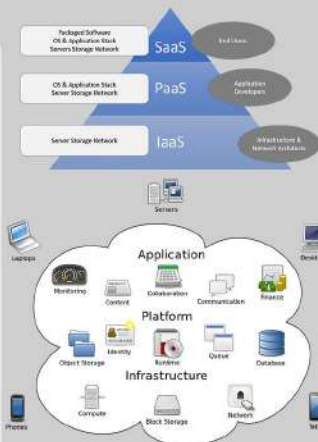 Packaged Software
OS & Application Stack
Servers Storage Network
SaaS
End Users
OS & Application Stack
Server Storage Network
PaaS
Application
Developers
Server Storage Network
IaaS
Infrastructure &
Network Architects
Servers
Laptops
Application
Monitoring
Content
Collaboration
Communication
Finance
Platform
Object Storage
Identity
Runtime
Queue
Database
Infrastructure
Compute
Block Storage
Network
Phones